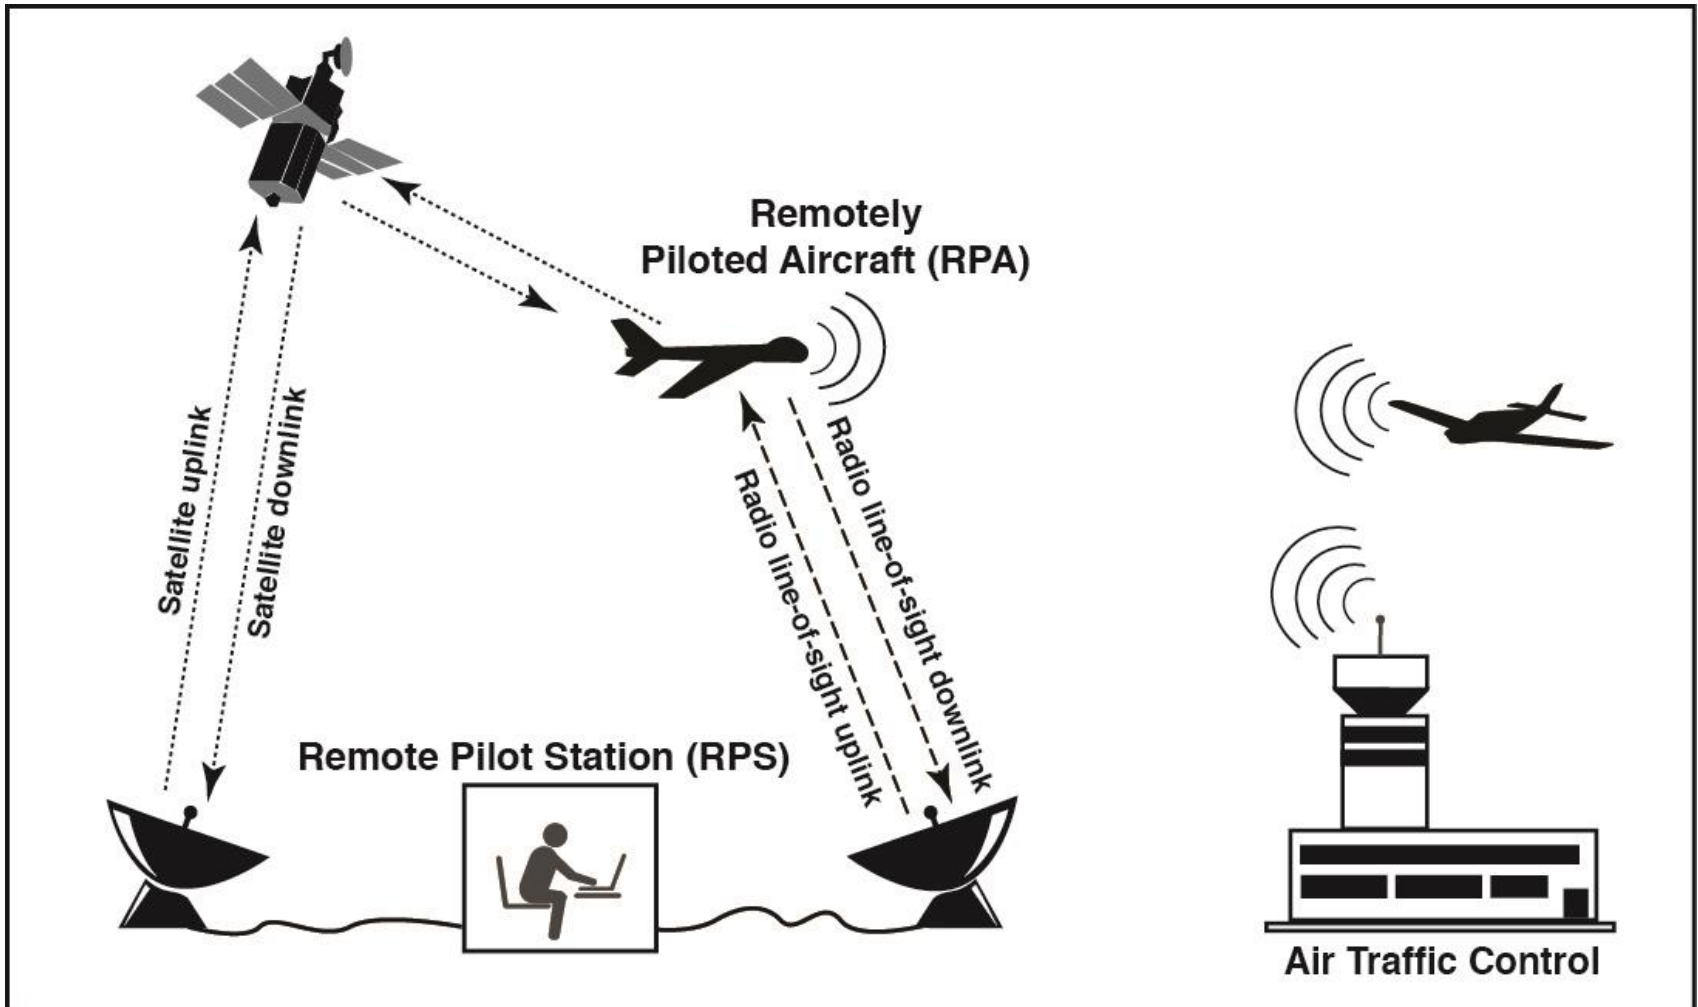 Remotely
Piloted Aircraft (RPA)
Satellite uplink
Satellite downlink
Radio line-of-sight uplink
Radio line-of-sight downlink
Remote Pilot Station (RPS)
Air Traffic Control